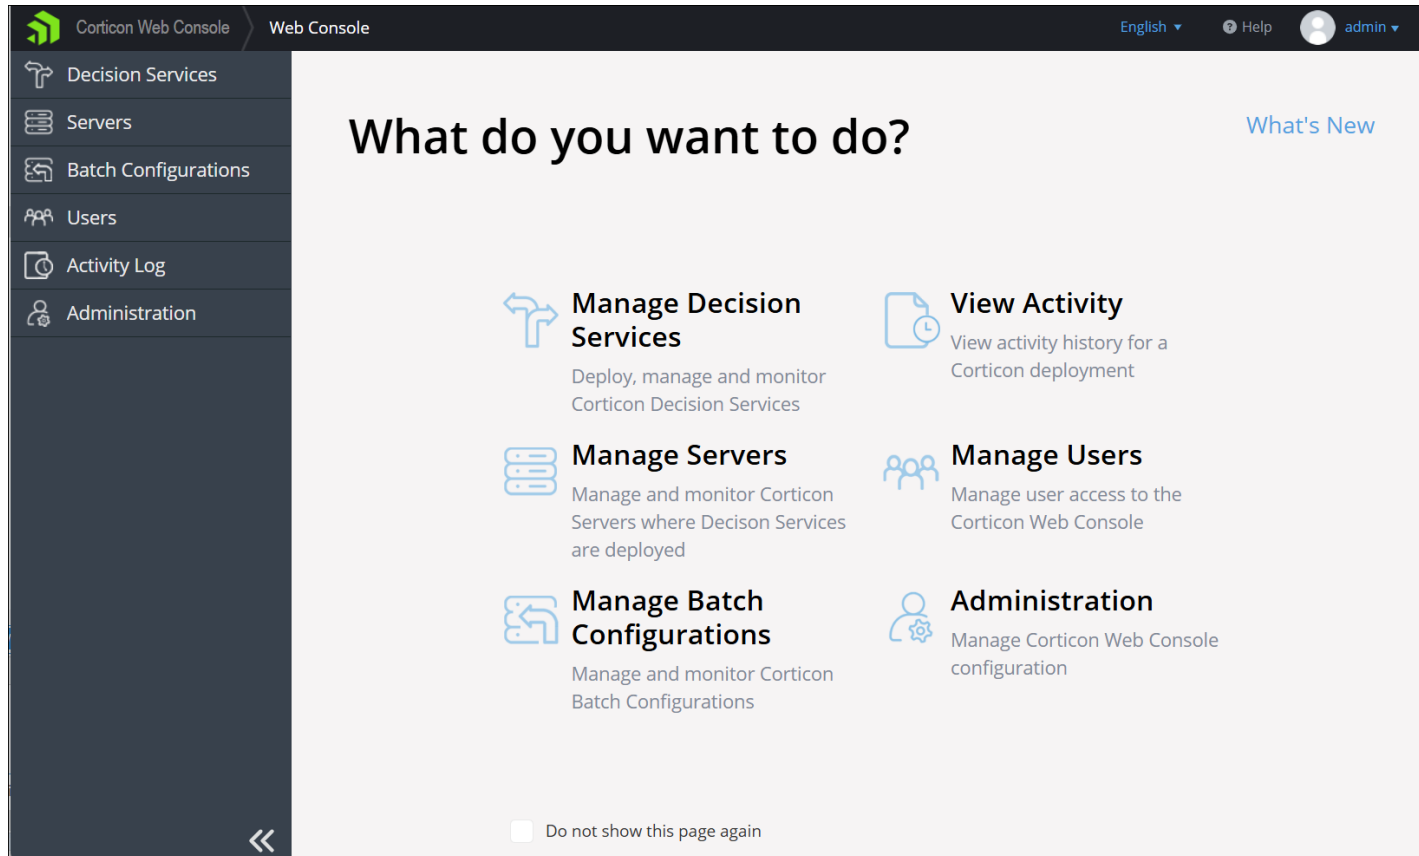 Corticon Web Console
Web Console
English
Help
admin
Decision Services
Servers
Batch Configurations
Users
Activity Log
Administration
What do you want to do?
What's New
Manage Decision
Services
Deploy, manage and monitor
Corticon Decision Services
View Activity
View activity history for a
Corticon deployment
Manage Servers
Manage and monitor Corticon
Servers where Decison Services
are deployed
Manage Users
Manage user access to the
Corticon Web Console
Manage Batch
Configurations
Manage and monitor Corticon
Batch Configurations
Administration
Manage Corticon Web Console
configuration
Do not show this page again